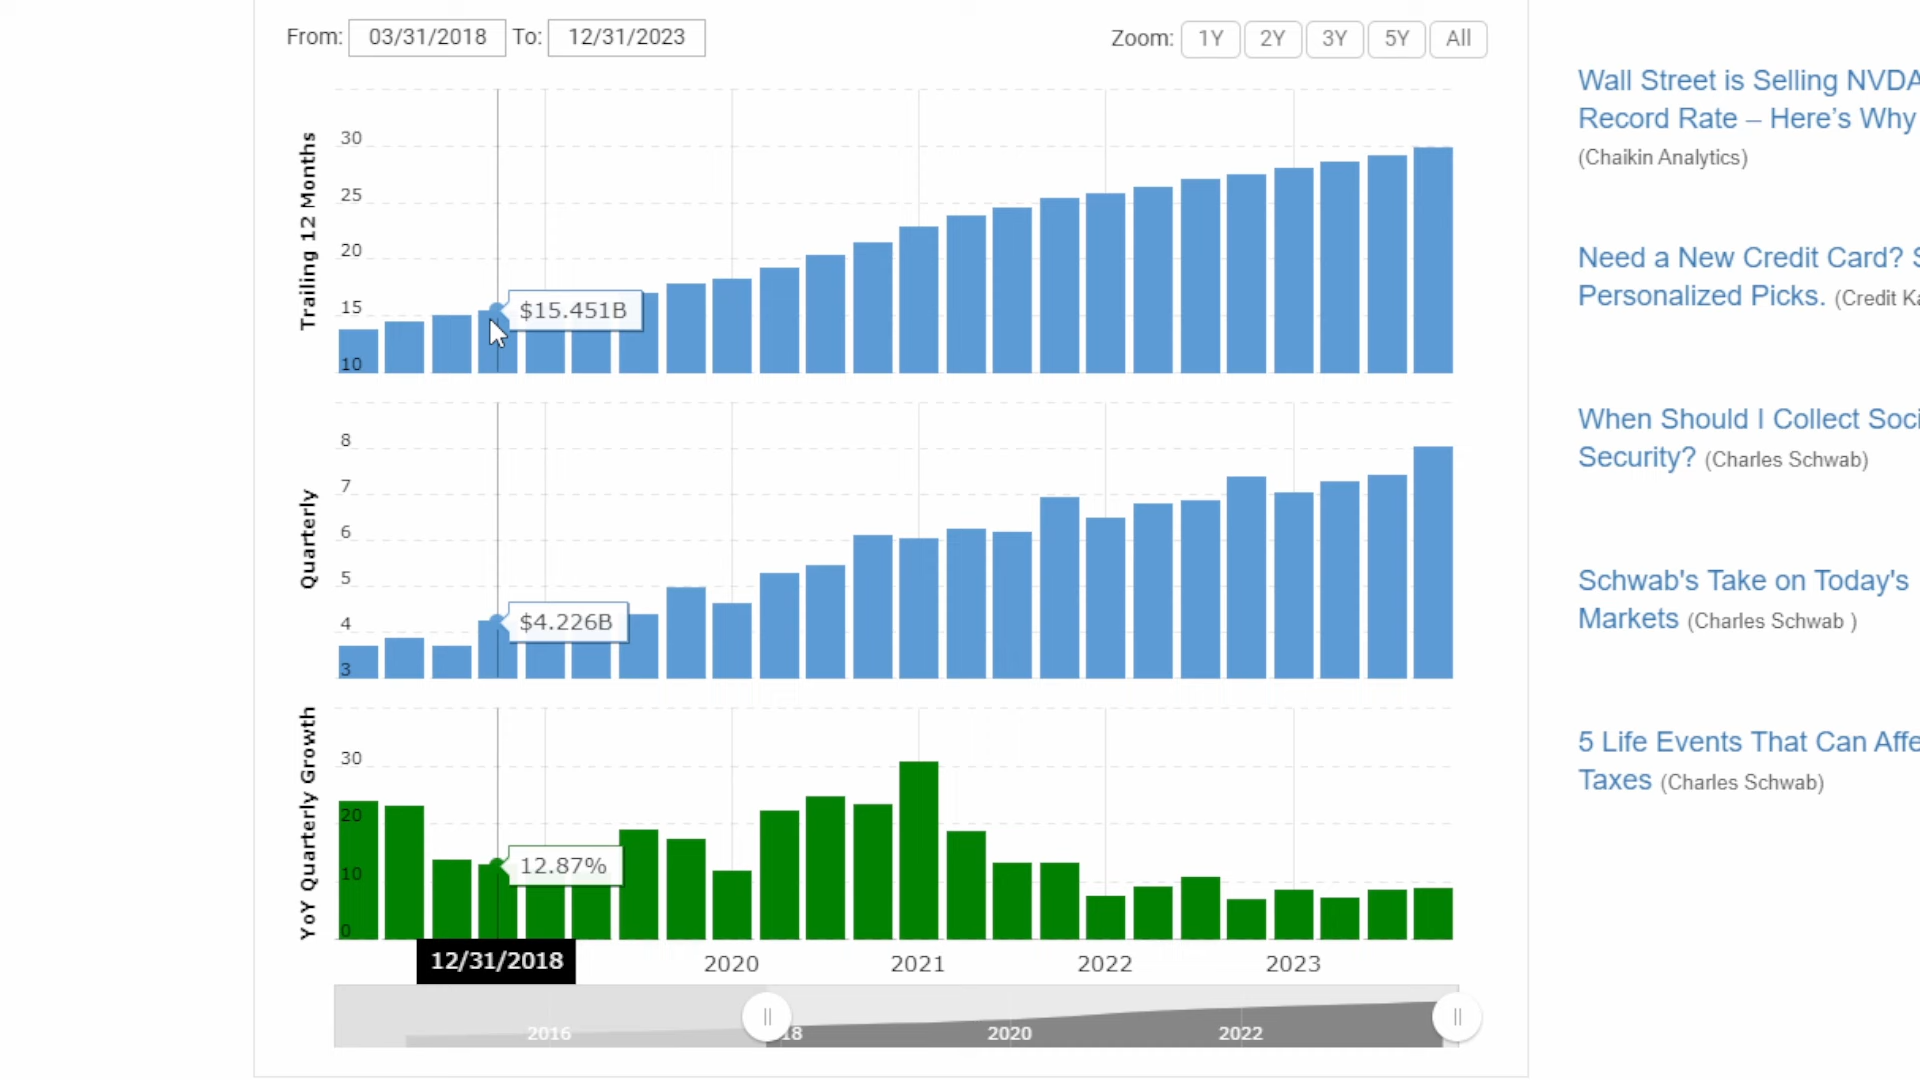 From: 03/31/2018 To: 12/31/2023
Zoom: 1Y 2Y 3Y 5Y All
Trailing 12 Months
30
25
20
15
10
$15.451B
Quarterly
8
7
6
5
4
3
$4.226B
YoY Quarterly Growth
30
20
10
0
12.87%
12/31/2018 2020 2021 2022 2023
2016 18 2020 2022
Wall Street is Selling NVDA
Record Rate – Here's Why
(Chaikin Analytics)
Need a New Credit Card? S
Personalized Picks. (Credit Ka
When Should I Collect Soci
Security? (Charles Schwab)
Schwab's Take on Today's
Markets (Charles Schwab )
5 Life Events That Can Affe
Taxes (Charles Schwab)